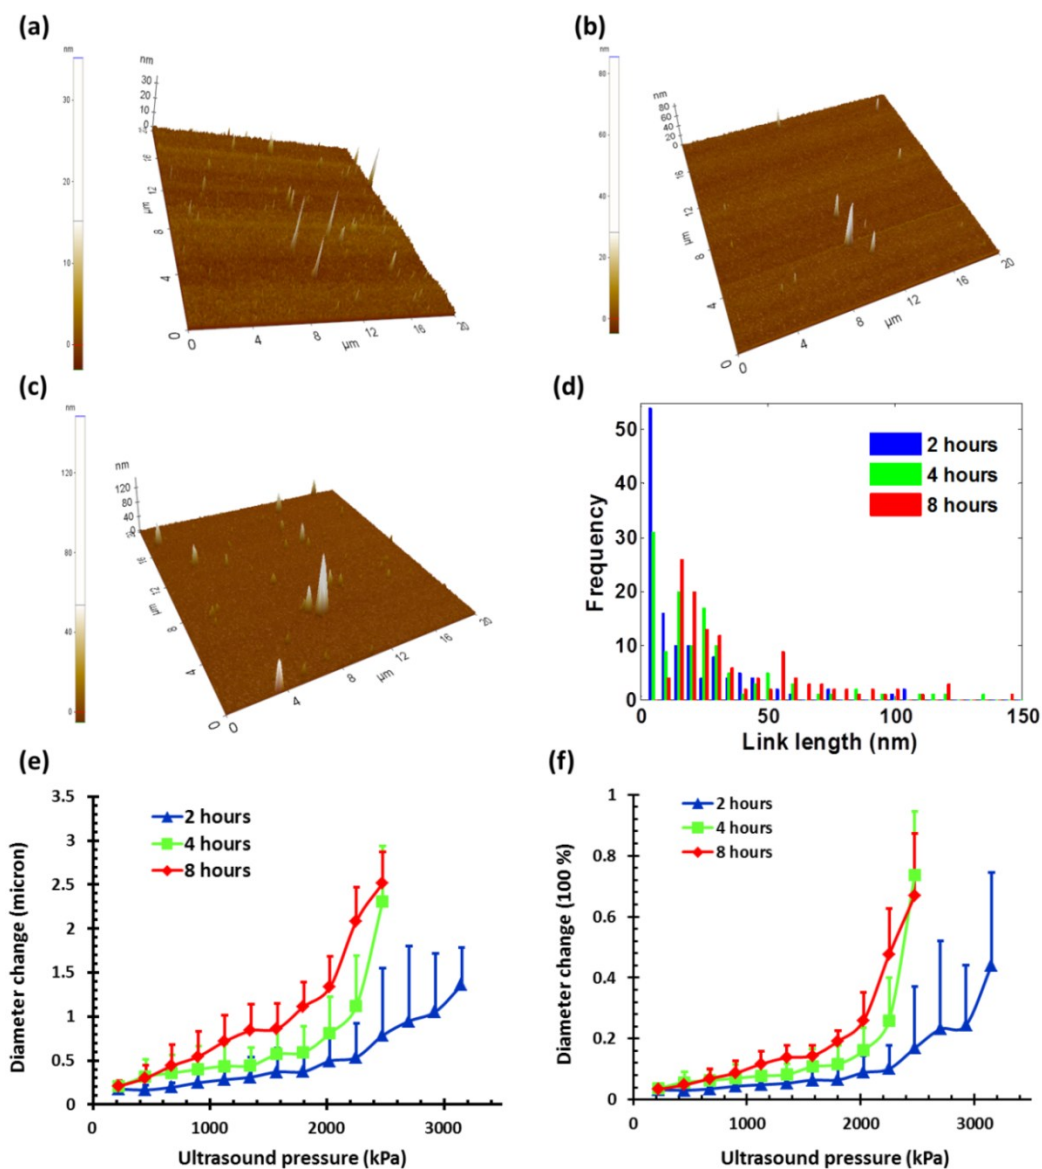 (a)
nm
30
20
10
0
nm
30
20
10
0
16
12
μm
8
4
0
0
4
8
μm
12
16
20
(b)
nm
80
60
40
20
0
nm
80
60
40
20
0
16
12
μm
8
4
0
0
4
8
μm
12
16
20
(c)
nm
120
80
40
0
nm
120
80
40
0
16
12
μm
8
4
0
0
4
8
μm
12
16
20
(d)
Frequency
50
40
30
20
10
0
2 hours
4 hours
8 hours
0 50 100 150
Link length (nm)
(e)
Diameter change (micron)
3.5
3
2.5
2
1.5
1
0.5
0
2 hours
4 hours
8 hours
0 1000 2000 3000
Ultrasound pressure (kPa)
(f)
Diameter change (100 %)
1
0.8
0.6
0.4
0.2
0
2 hours
4 hours
8 hours
0 1000 2000 3000
Ultrasound pressure (kPa)